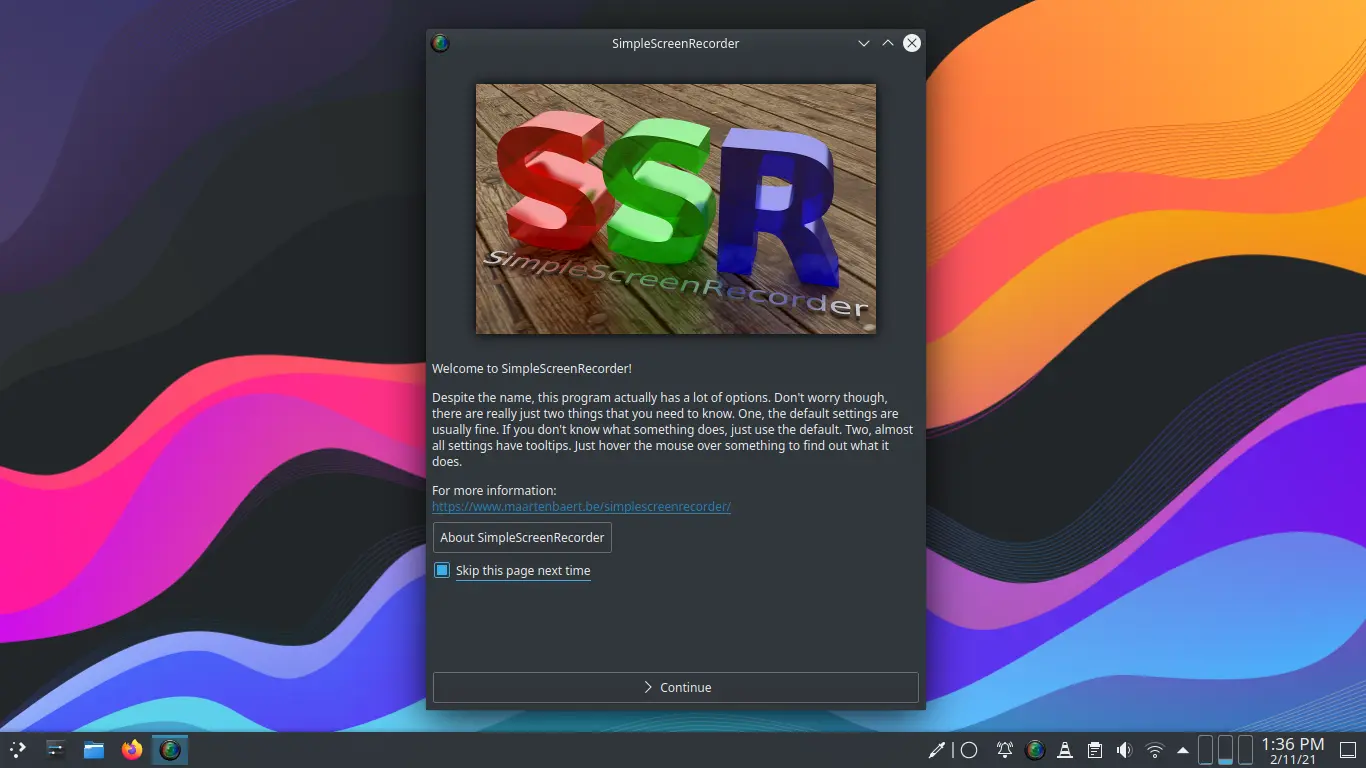 SimpleScreenRecorder
SSR
SimpleScreenRecorder
Welcome to SimpleScreenRecorder!
Despite the name, this program actually has a lot of options. Don't worry though,
there are really just two things that you need to know. One, the default settings are
usually fine. If you don't know what something does, just use the default. Two, almost
all settings have tooltips. Just hover the mouse over something to find out what it
does.
For more information:
https://www.maartenbaert.be/simplescreenrecorder/
About SimpleScreenRecorder
Skip this page next time
Continue
1:36 PM
2/11/21